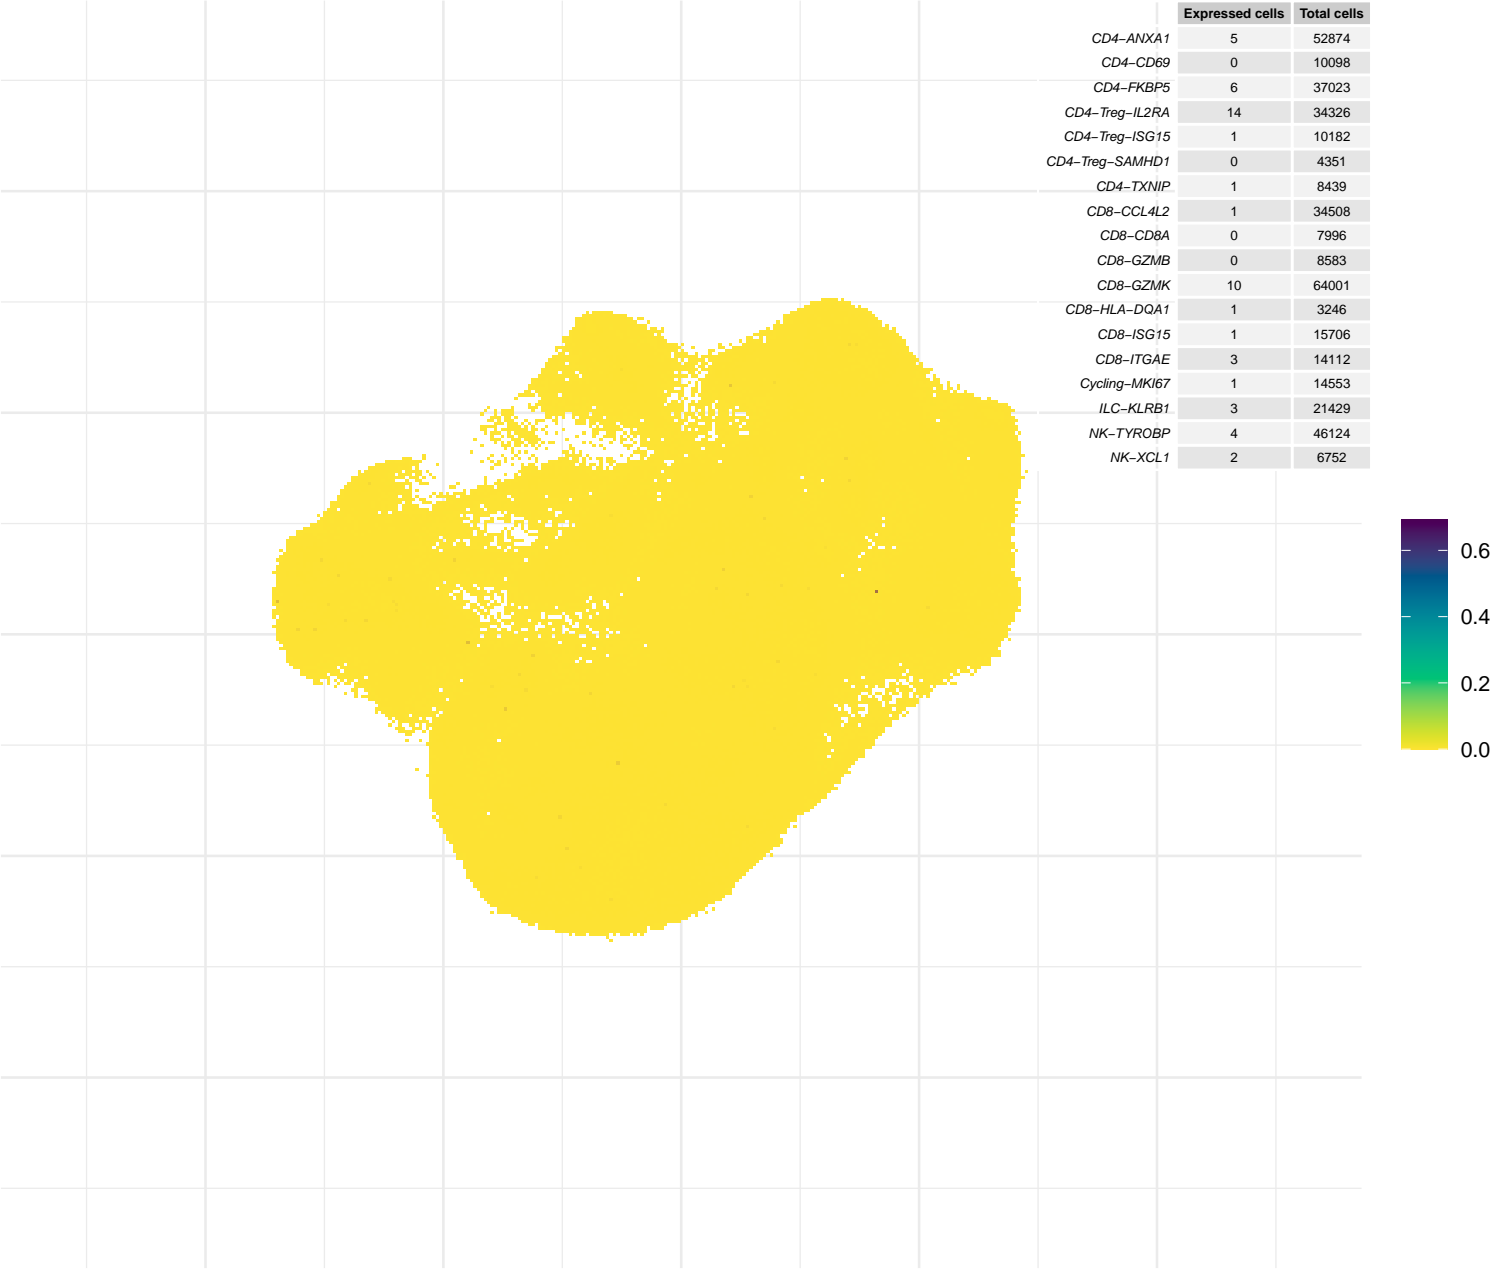 Expressed cells Total cells
CD4−ANXA1 5 52874
CD4−CD69 0 10098
CD4−FKBP5 6 37023
CD4−Treg−IL2RA 14 34326
CD4−Treg−ISG15 1 10182
CD4−Treg−SAMHD1 0 4351
CD4−TXNIP 1 8439
CD8−CCL4L2 1 34508
CD8−CD8A 0 7996
CD8−GZMB 0 8583
CD8−GZMK 10 64001
CD8−HLA−DQA1 1 3246
CD8−ISG15 1 15706
CD8−ITGAE 3 14112
Cycling−MKI67 1 14553
ILC−KLRB1 3 21429
NK−TYROBP 4 46124
NK−XCL1 2 6752
0.6
0.4
0.2
0.0